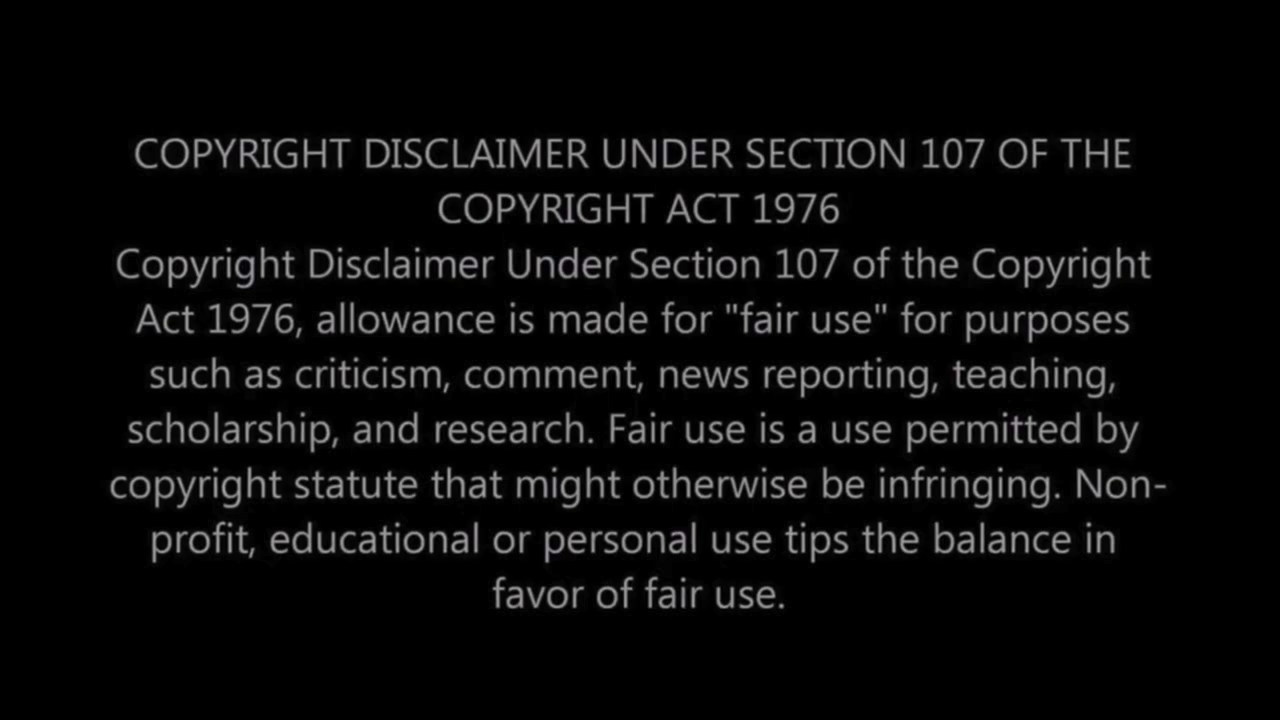 COPYRIGHT DISCLAIMER UNDER SECTION 107 OF THE
COPYRIGHT ACT 1976
Copyright Disclaimer Under Section 107 of the Copyright
Act 1976, allowance is made for "fair use" for purposes
such as criticism, comment, news reporting, teaching,
scholarship, and research. Fair use is a use permitted by
copyright statute that might otherwise be infringing. Non-
profit, educational or personal use tips the balance in
favor of fair use.